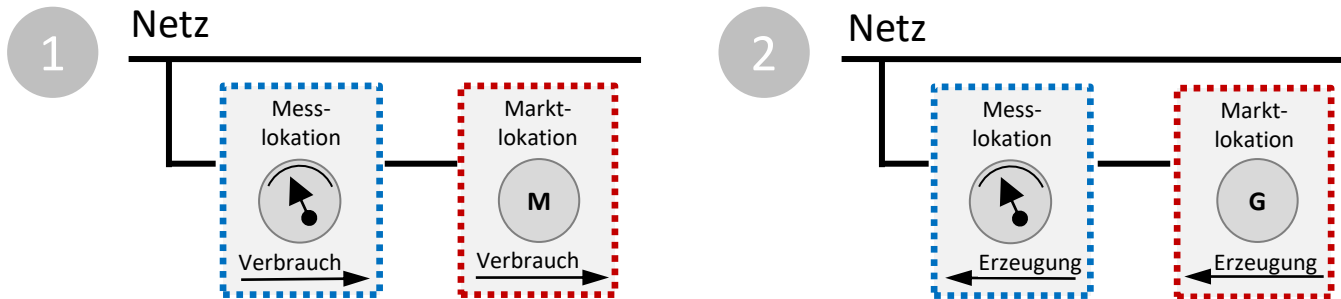 1
Netz
Mess-
lokation
Verbrauch
Markt-
lokation
M
Verbrauch
2
Netz
Mess-
lokation
Erzeugung
Markt-
lokation
G
Erzeugung